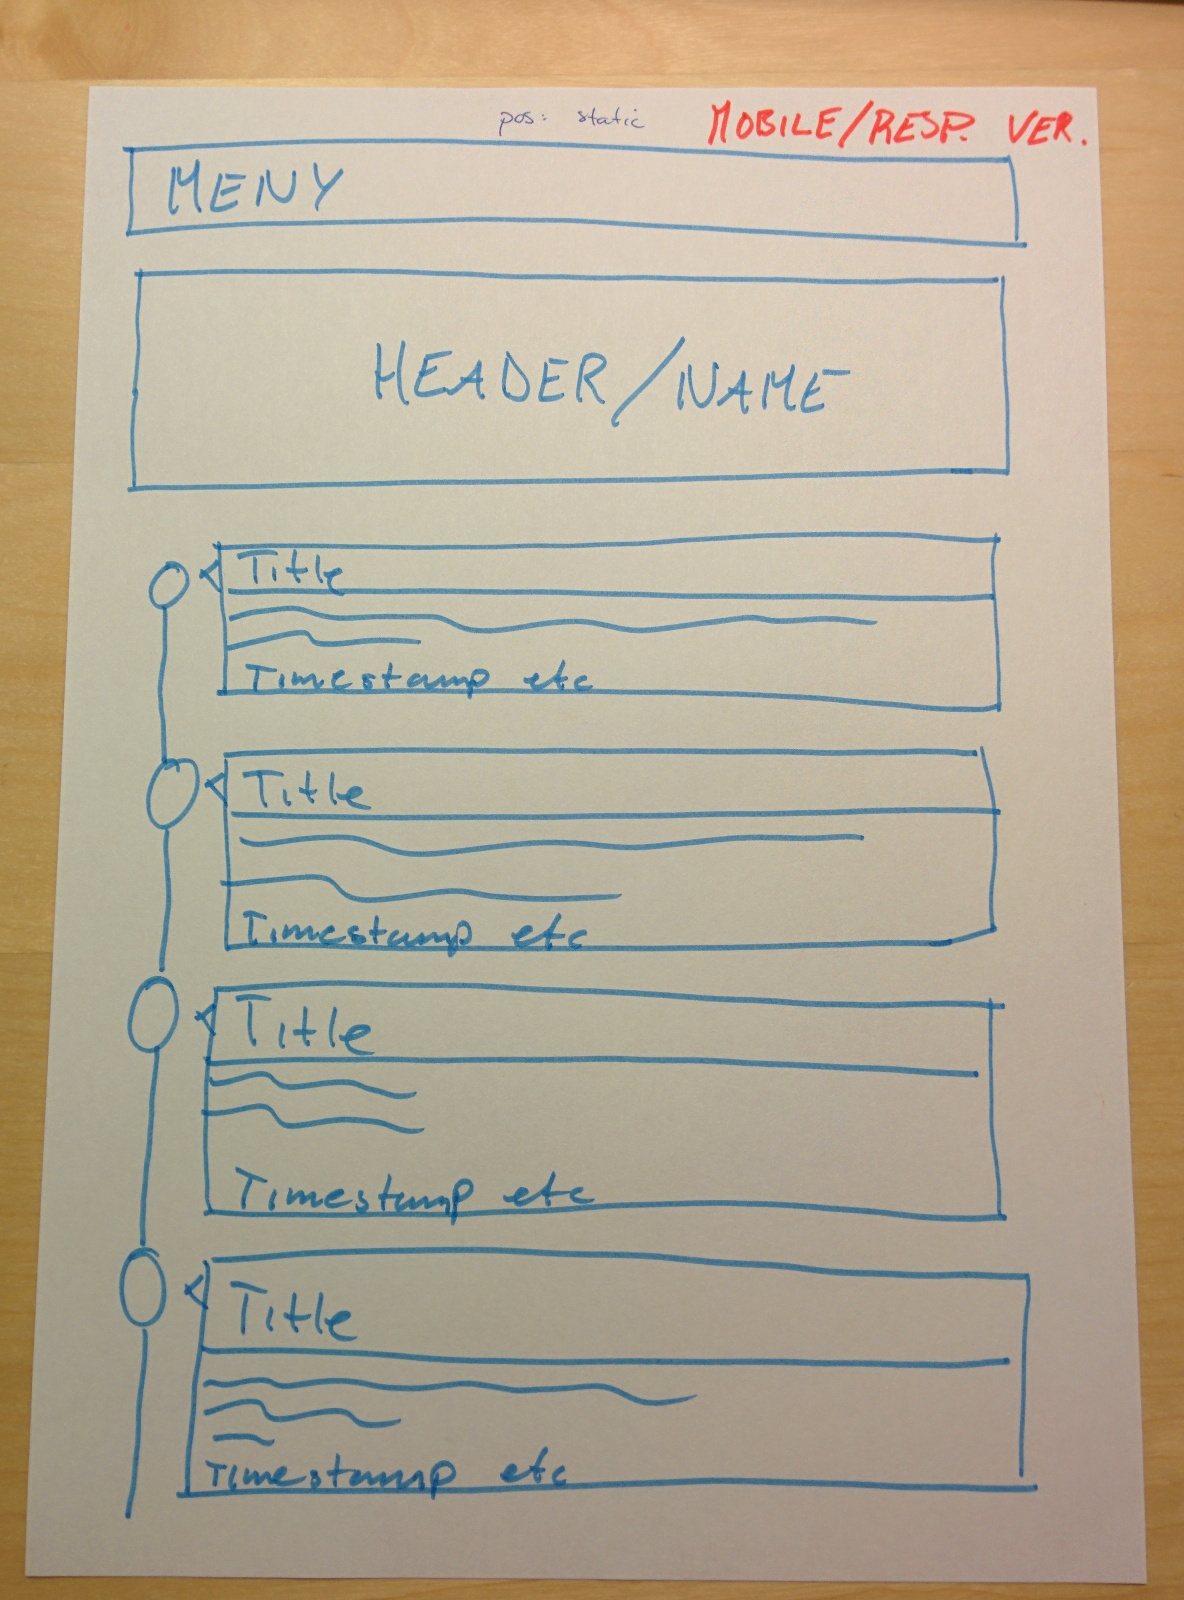 pos: static
MOBILE/RESP. VER.
MENY
HEADER/NAME
Title
Timestamp etc
Title
Timestamp etc
Title
Timestamp etc
Title
Timestamp etc